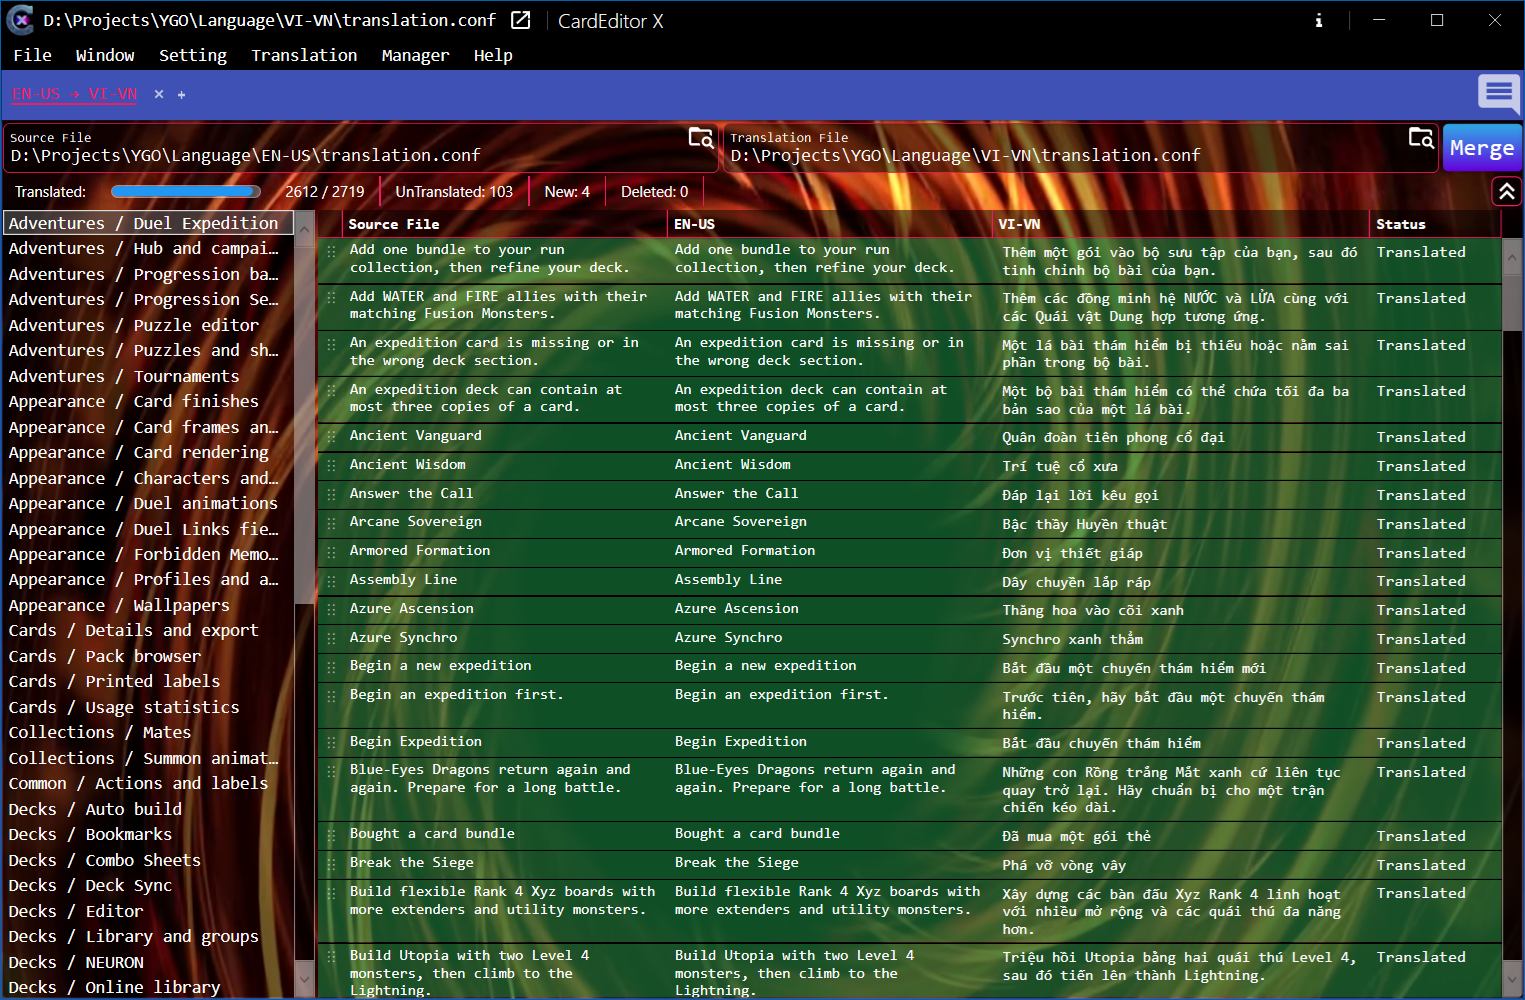 D:\Projects\YGO\Language\VI-VN\translation.conf
CardEditor X
File Window Setting Translation Manager Help
EN-US → VI-VN × +
Source File
D:\Projects\YGO\Language\EN-US\translation.conf
Translation File
D:\Projects\YGO\Language\VI-VN\translation.conf
Merge
Translated: 2612 / 2719 UnTranslated: 103 New: 4 Deleted: 0
Adventures / Duel Expedition
Adventures / Hub and campai…
Adventures / Progression ba…
Adventures / Progression Se…
Adventures / Puzzle editor
Adventures / Puzzles and sh…
Adventures / Tournaments
Appearance / Card finishes
Appearance / Card frames an…
Appearance / Card rendering
Appearance / Characters and…
Appearance / Duel animations
Appearance / Duel Links fie…
Appearance / Forbidden Memo…
Appearance / Profiles and a…
Appearance / Wallpapers
Cards / Details and export
Cards / Pack browser
Cards / Printed labels
Cards / Usage statistics
Collections / Mates
Collections / Summon animat…
Common / Actions and labels
Decks / Auto build
Decks / Bookmarks
Decks / Combo Sheets
Decks / Deck Sync
Decks / Editor
Decks / Library and groups
Decks / NEURON
Decks / Online library
Source File EN-US VI-VN Status
Add one bundle to your run
collection, then refine your deck.
Add one bundle to your run
collection, then refine your deck.
Thêm một gói vào bộ sưu tập của bạn, sau đó
tinh chỉnh bộ bài của bạn.
Translated
Add WATER and FIRE allies with their
matching Fusion Monsters.
Add WATER and FIRE allies with their
matching Fusion Monsters.
Thêm các đồng minh hệ NƯỚC và LỬA cùng với
các Quái vật Dung hợp tương ứng.
Translated
An expedition card is missing or in
the wrong deck section.
An expedition card is missing or in
the wrong deck section.
Một lá bài thám hiểm bị thiếu hoặc nằm sai
phần trong bộ bài.
Translated
An expedition deck can contain at
most three copies of a card.
An expedition deck can contain at
most three copies of a card.
Một bộ bài thám hiểm có thể chứa tối đa ba
bản sao của một lá bài.
Translated
Ancient Vanguard Ancient Vanguard Quân đoàn tiên phong cổ đại Translated
Ancient Wisdom Ancient Wisdom Trí tuệ cổ xưa Translated
Answer the Call Answer the Call Đáp lại lời kêu gọi Translated
Arcane Sovereign Arcane Sovereign Bậc thầy Huyền thuật Translated
Armored Formation Armored Formation Đơn vị thiết giáp Translated
Assembly Line Assembly Line Dây chuyền lắp ráp Translated
Azure Ascension Azure Ascension Thăng hoa vào cõi xanh Translated
Azure Synchro Azure Synchro Synchro xanh thẳm Translated
Begin a new expedition Begin a new expedition Bắt đầu một chuyến thám hiểm mới Translated
Begin an expedition first.
Begin an expedition first.
Trước tiên, hãy bắt đầu một chuyến thám
hiểm.
Translated
Begin Expedition Begin Expedition Bắt đầu chuyến thám hiểm Translated
Blue-Eyes Dragons return again and
again. Prepare for a long battle.
Blue-Eyes Dragons return again and
again. Prepare for a long battle.
Những con Rồng trắng Mắt xanh cứ liên tục
quay trở lại. Hãy chuẩn bị cho một trận
chiến kéo dài.
Translated
Bought a card bundle Bought a card bundle Đã mua một gói thẻ Translated
Break the Siege Break the Siege Phá vỡ vòng vây Translated
Build flexible Rank 4 Xyz boards with
more extenders and utility monsters.
Build flexible Rank 4 Xyz boards with
more extenders and utility monsters.
Xây dựng các bàn đấu Xyz Rank 4 linh hoạt
với nhiều mở rộng và các quái thú đa năng
hơn.
Translated
Build Utopia with two Level 4
monsters, then climb to the
Lightning.
Build Utopia with two Level 4
monsters, then climb to the
Lightning.
Triệu hồi Utopia bằng hai quái thú Level 4,
sau đó tiến lên thành Lightning.
Translated